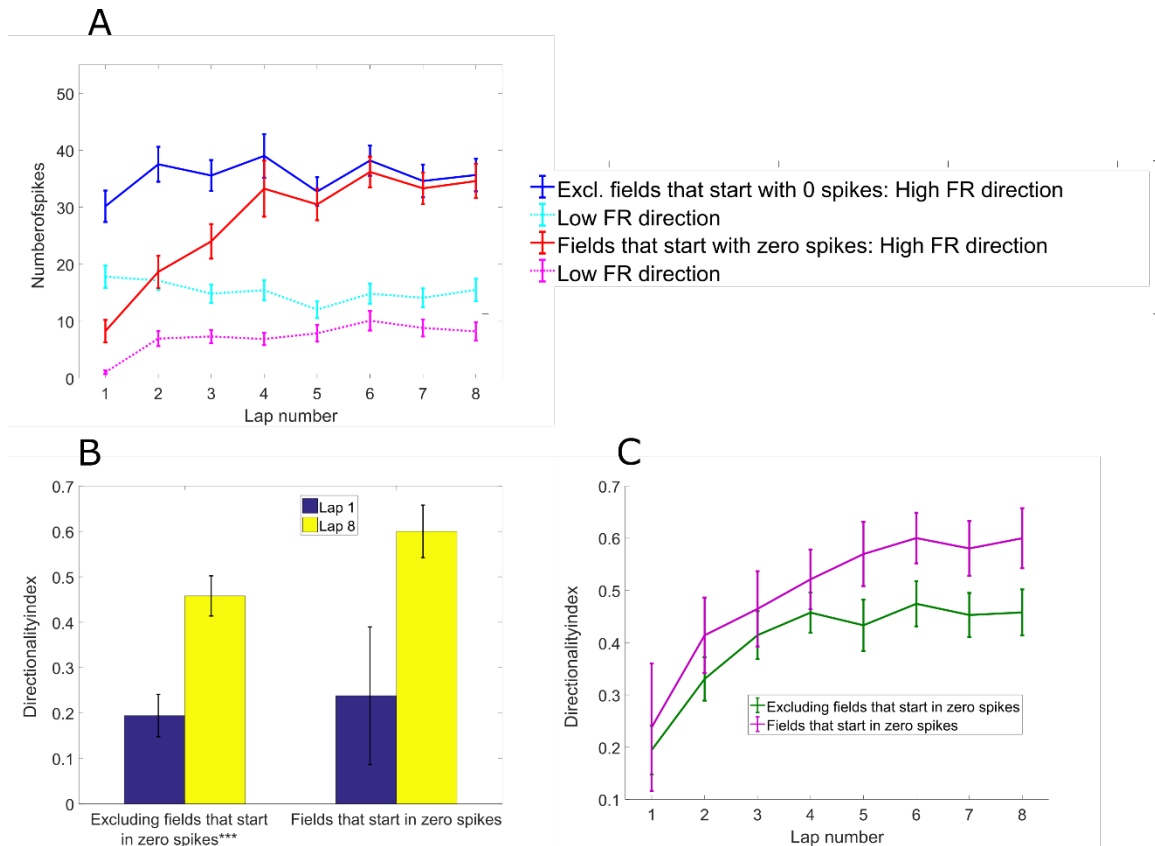 A
Numberofspikes
50
40
30
20
10
0
1 2 3 4 5 6 7 8
Lap number
Excl. fields that start with 0 spikes: High FR direction
Low FR direction
Fields that start with zero spikes: High FR direction
Low FR direction
B
Directionalityindex
0.7
0.6
0.5
0.4
0.3
0.2
0.1
0
Lap 1
Lap 8
Excluding fields that start
in zero spikes***
Fields that start in zero spikes
C
Directionalityindex
0.7
0.6
0.5
0.4
0.3
0.2
0.1
Excluding fields that start in zero spikes
Fields that start in zero spikes
1 2 3 4 5 6 7 8
Lap number